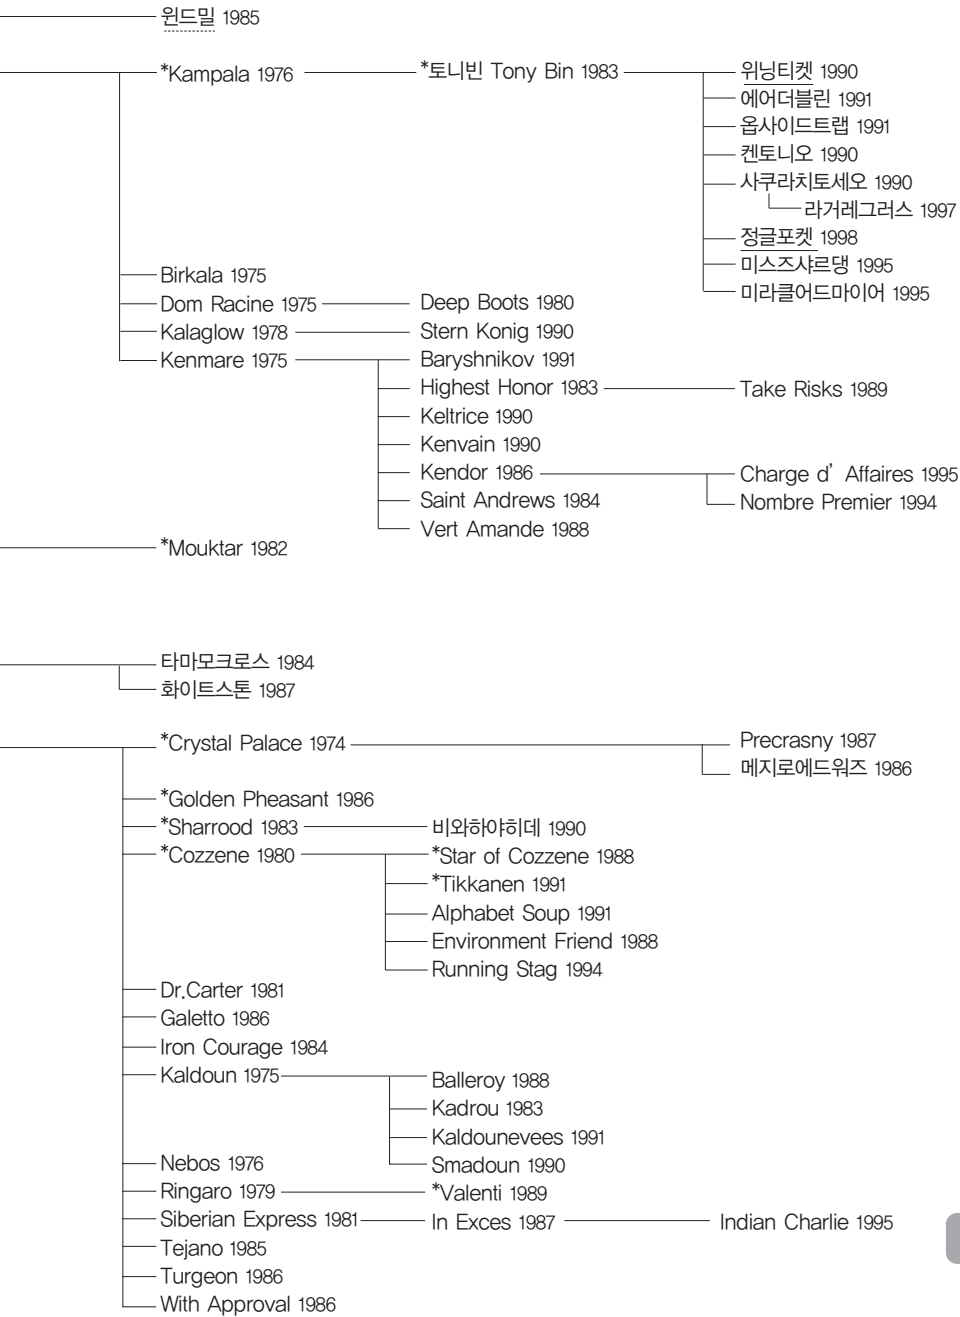 윈드밀 1985
*Kampala 1976 *토니빈 Tony Bin 1983 위닝티켓 1990
에어더블린 1991
옵사이드트랩 1991
켄토니오 1990
사쿠라치토세오 1990
라거레그러스 1997
정글포켓 1998
미스즈샤르댕 1995
Birkala 1975
미라클어드마이어 1995
Dom Racine 1975 Deep Boots 1980
Kalaglow 1978 Stern Konig 1990
Kenmare 1975 Baryshnikov 1991
Highest Honor 1983 Take Risks 1989
Keltrice 1990
Kenvain 1990
Kendor 1986 Charge d’ Affaires 1995
Saint Andrews 1984 Nombre Premier 1994
Vert Amande 1988
*Mouktar 1982
타마모크로스 1984
화이트스톤 1987
*Crystal Palace 1974 Precrasny 1987
메지로에드워즈 1986
*Golden Pheasant 1986
*Sharrood 1983 비와하야히데 1990
*Cozzene 1980 *Star of Cozzene 1988
*Tikkanen 1991
Alphabet Soup 1991
Environment Friend 1988
Running Stag 1994
Dr.Carter 1981
Galetto 1986
Iron Courage 1984
Kaldoun 1975 Balleroy 1988
Kadrou 1983
Kaldounevees 1991
Nebos 1976 Smadoun 1990
Ringaro 1979 *Valenti 1989
Siberian Express 1981 In Exces 1987 Indian Charlie 1995
Tejano 1985
Turgeon 1986
With Approval 1986